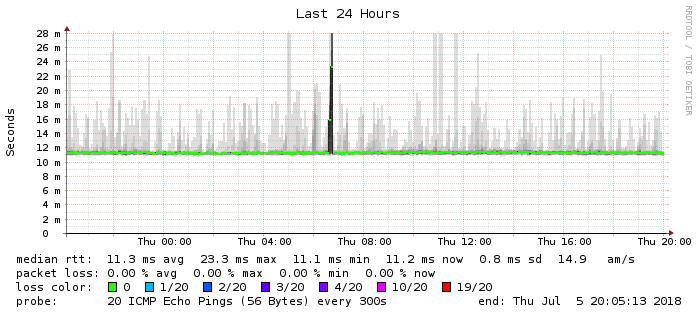 Last 24 Hours
RRDTOOL / TOBI OETIKER
Seconds
28 m
26 m
24 m
22 m
20 m
18 m
16 m
14 m
12 m
10 m
8 m
6 m
4 m
2 m
0
Thu 00:00 Thu 04:00 Thu 08:00 Thu 12:00 Thu 16:00 Thu 20:00
median rtt: 11.3 ms avg 23.3 ms max 11.1 ms min 11.2 ms now 0.8 ms sd 14.9 am/s
packet loss: 0.00 % avg 0.00 % max 0.00 % min 0.00 % now
loss color: 0 1/20 2/20 3/20 4/20 10/20 19/20
probe: 20 ICMP Echo Pings (56 Bytes) every 300s end: Thu Jul 5 20:05:13 2018